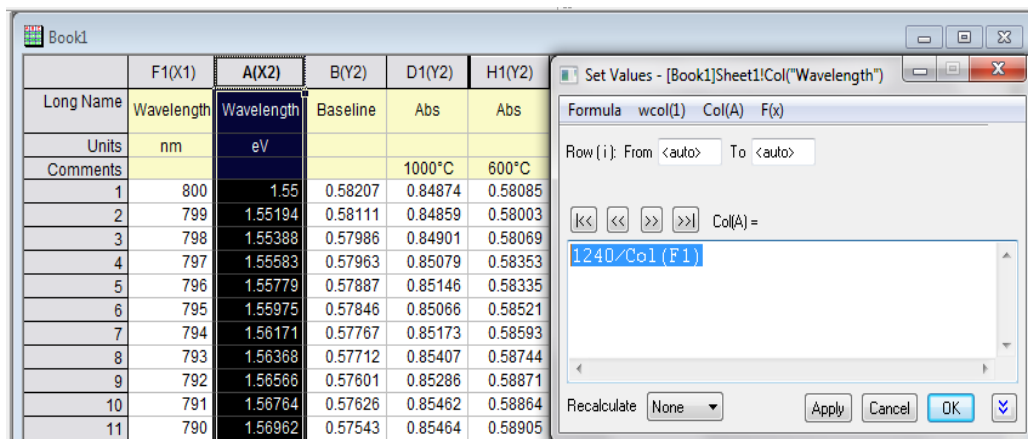 Book1
F1(X1) A(X2) B(Y2) D1(Y2) H1(Y2)
Long Name Wavelength Wavelength Baseline Abs Abs
Units nm eV
Comments 1000°C 600°C
1 800 1.55 0.58207 0.84874 0.58085
2 799 1.55194 0.58111 0.84859 0.58003
3 798 1.55388 0.57986 0.84901 0.58069
4 797 1.55583 0.57963 0.85079 0.58353
5 796 1.55779 0.57887 0.85146 0.58335
6 795 1.55975 0.57846 0.85066 0.58521
7 794 1.56171 0.57767 0.85173 0.58593
8 793 1.56368 0.57712 0.85407 0.58744
9 792 1.56566 0.57601 0.85286 0.58871
10 791 1.56764 0.57626 0.85462 0.58864
11 790 1.56962 0.57543 0.85464 0.58905
Set Values - [Book1]Sheet1!Col("Wavelength")
Formula wcol(1) Col(A) F(x)
Row (i): From <auto> To <auto>
|<< << >> >>| Col(A) =
1240/Col(F1)
Recalculate None Apply Cancel OK